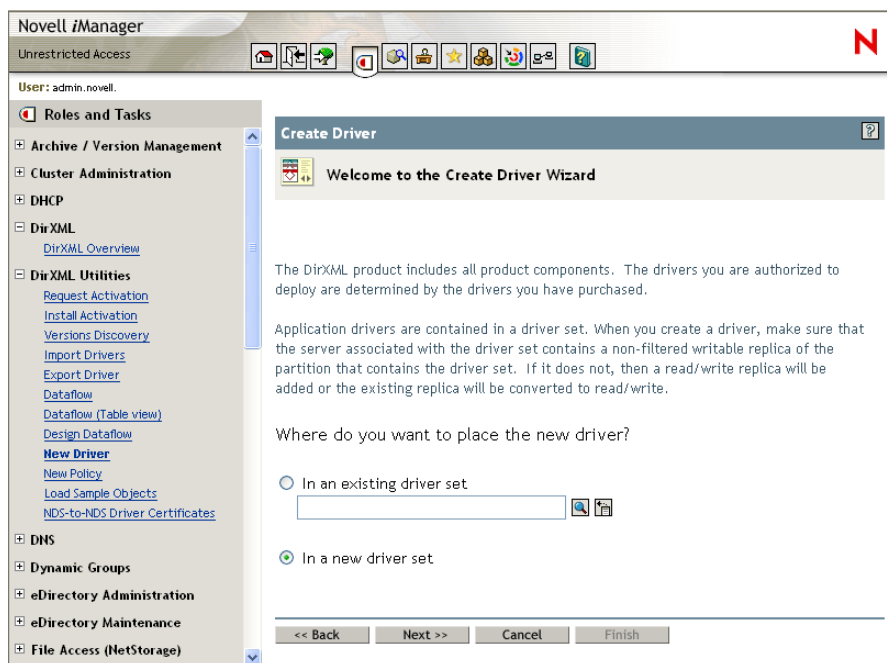 Novell iManager
Unrestricted Access
N
User: admin.novell.
Roles and Tasks
Archive / Version Management
Cluster Administration
DHCP
DirXML
DirXML Overview
DirXML Utilities
Request Activation
Install Activation
Versions Discovery
Import Drivers
Export Driver
Dataflow
Dataflow (Table view)
Design Dataflow
New Driver
New Policy
Load Sample Objects
NDS-to-NDS Driver Certificates
DNS
Dynamic Groups
eDirectory Administration
eDirectory Maintenance
File Access (NetStorage)
Create Driver
?
Welcome to the Create Driver Wizard
The DirXML product includes all product components. The drivers you are authorized to
deploy are determined by the drivers you have purchased.
Application drivers are contained in a driver set. When you create a driver, make sure that
the server associated with the driver set contains a non-filtered writable replica of the
partition that contains the driver set. If it does not, then a read/write replica will be
added or the existing replica will be converted to read/write.
Where do you want to place the new driver?
In an existing driver set
In a new driver set
<< Back
Next >>
Cancel
Finish